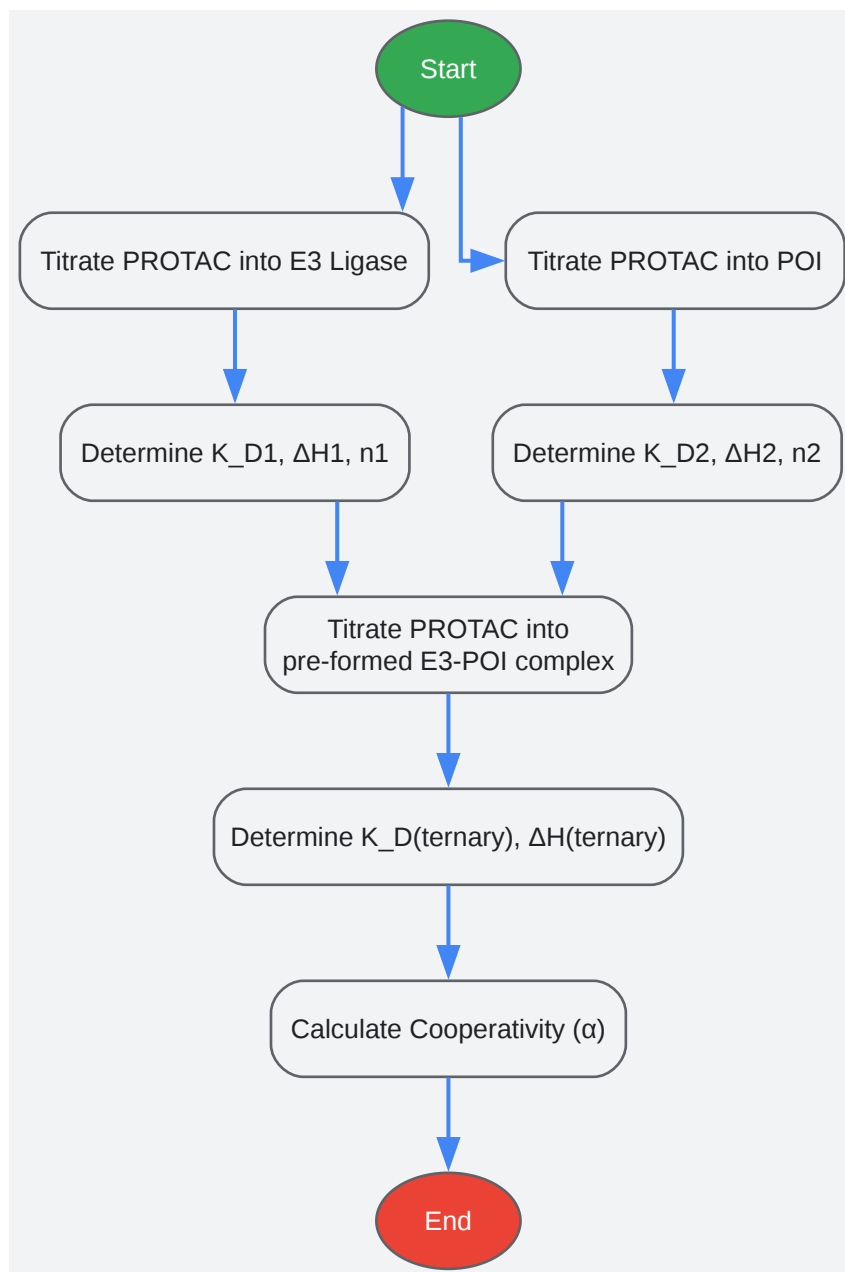 Start
Titrate PROTAC into E3 Ligase
Titrate PROTAC into POI
Determine K_D1, ΔH1, n1
Determine K_D2, ΔH2, n2
Titrate PROTAC into
pre-formed E3-POI complex
Determine K_D(ternary), ΔH(ternary)
Calculate Cooperativity (α)
End